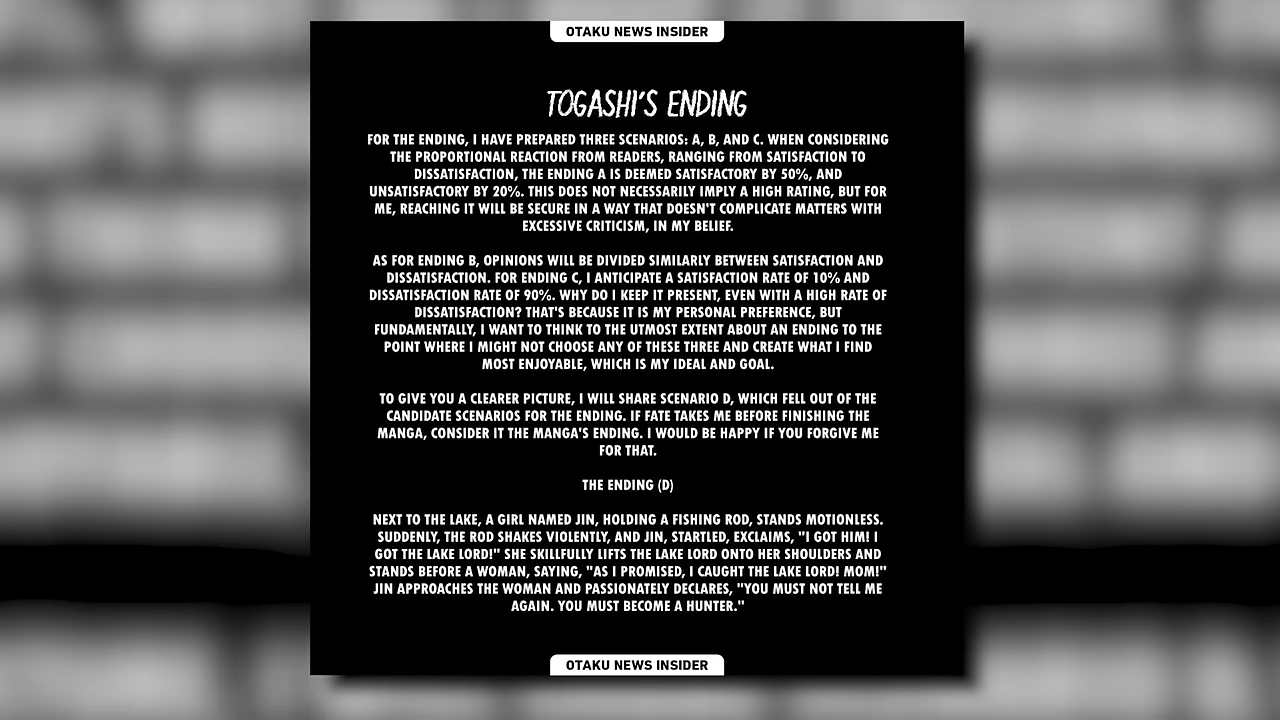 OTAKU NEWS INSIDER
TOGASHI'S ENDING
FOR THE ENDING, I HAVE PREPARED THREE SCENARIOS: A, B, AND C. WHEN CONSIDERING
THE PROPORTIONAL REACTION FROM READERS, RANGING FROM SATISFACTION TO
DISSATISFACTION, THE ENDING A IS DEEMED SATISFACTORY BY 50%, AND
UNSATISFACTORY BY 20%. THIS DOES NOT NECESSARILY IMPLY A HIGH RATING, BUT FOR
ME, REACHING IT WILL BE SECURE IN A WAY THAT DOESN'T COMPLICATE MATTERS WITH
EXCESSIVE CRITICISM, IN MY BELIEF.
AS FOR ENDING B, OPINIONS WILL BE DIVIDED SIMILARLY BETWEEN SATISFACTION AND
DISSATISFACTION. FOR ENDING C, I ANTICIPATE A SATISFACTION RATE OF 10% AND
DISSATISFACTION RATE OF 90%. WHY DO I KEEP IT PRESENT, EVEN WITH A HIGH RATE OF
DISSATISFACTION? THAT'S BECAUSE IT IS MY PERSONAL PREFERENCE, BUT
FUNDAMENTALLY, I WANT TO THINK TO THE UTMOST EXTENT ABOUT AN ENDING TO THE
POINT WHERE I MIGHT NOT CHOOSE ANY OF THESE THREE AND CREATE WHAT I FIND
MOST ENJOYABLE, WHICH IS MY IDEAL AND GOAL.
TO GIVE YOU A CLEARER PICTURE, I WILL SHARE SCENARIO D, WHICH FELL OUT OF THE
CANDIDATE SCENARIOS FOR THE ENDING. IF FATE TAKES ME BEFORE FINISHING THE
MANGA, CONSIDER IT THE MANGA'S ENDING. I WOULD BE HAPPY IF YOU FORGIVE ME
FOR THAT.
THE ENDING (D)
NEXT TO THE LAKE, A GIRL NAMED JIN, HOLDING A FISHING ROD, STANDS MOTIONLESS.
SUDDENLY, THE ROD SHAKES VIOLENTLY, AND JIN, STARTLED, EXCLAIMS, "I GOT HIM! I
GOT THE LAKE LORD!" SHE SKILLFULLY LIFTS THE LAKE LORD ONTO HER SHOULDERS AND
STANDS BEFORE A WOMAN, SAYING, "AS I PROMISED, I CAUGHT THE LAKE LORD! MOM!"
JIN APPROACHES THE WOMAN AND PASSIONATELY DECLARES, "YOU MUST NOT TELL ME
AGAIN. YOU MUST BECOME A HUNTER."
OTAKU NEWS INSIDER